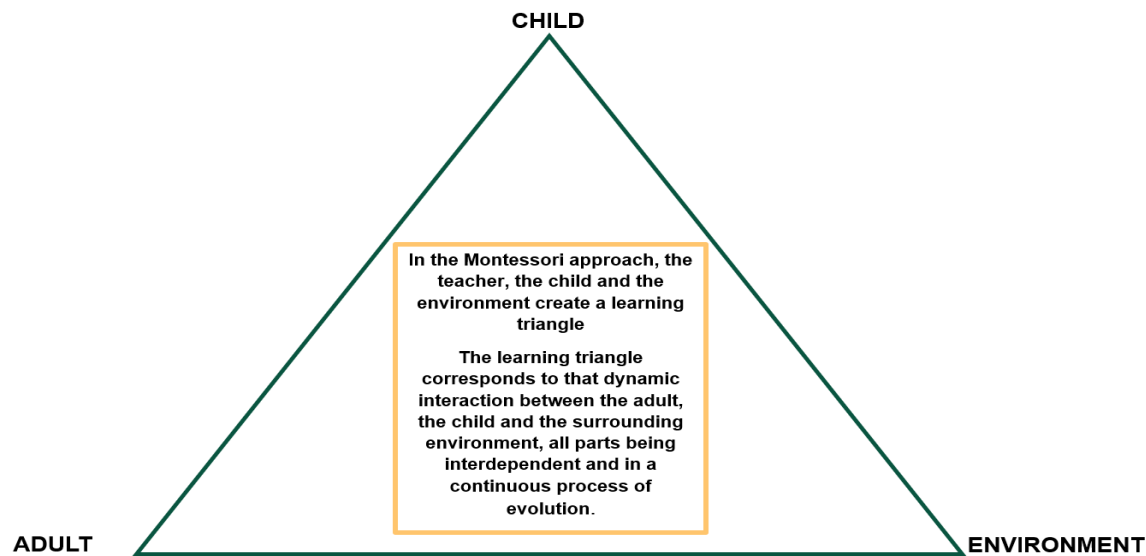 CHILD
In the Montessori approach, the
teacher, the child and the
environment create a learning
triangle
The learning triangle
corresponds to that dynamic
interaction between the adult,
the child and the surrounding
environment, all parts being
interdependent and in a
continuous process of
evolution.
ADULT
ENVIRONMENT